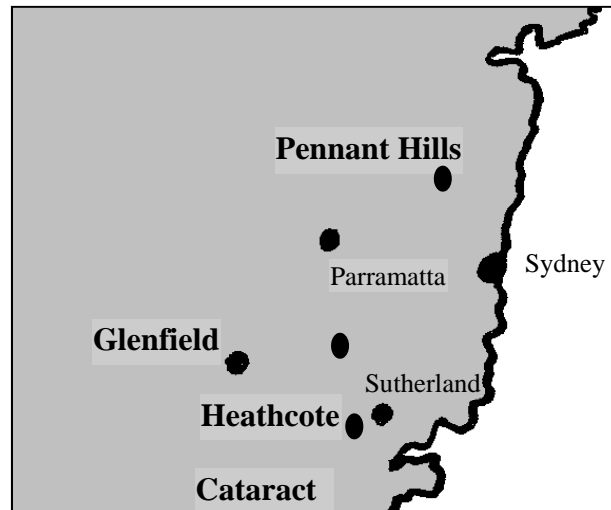 Pennant Hills
Sydney
Parramatta
Glenfield
Sutherland
Heathcote
Cataract